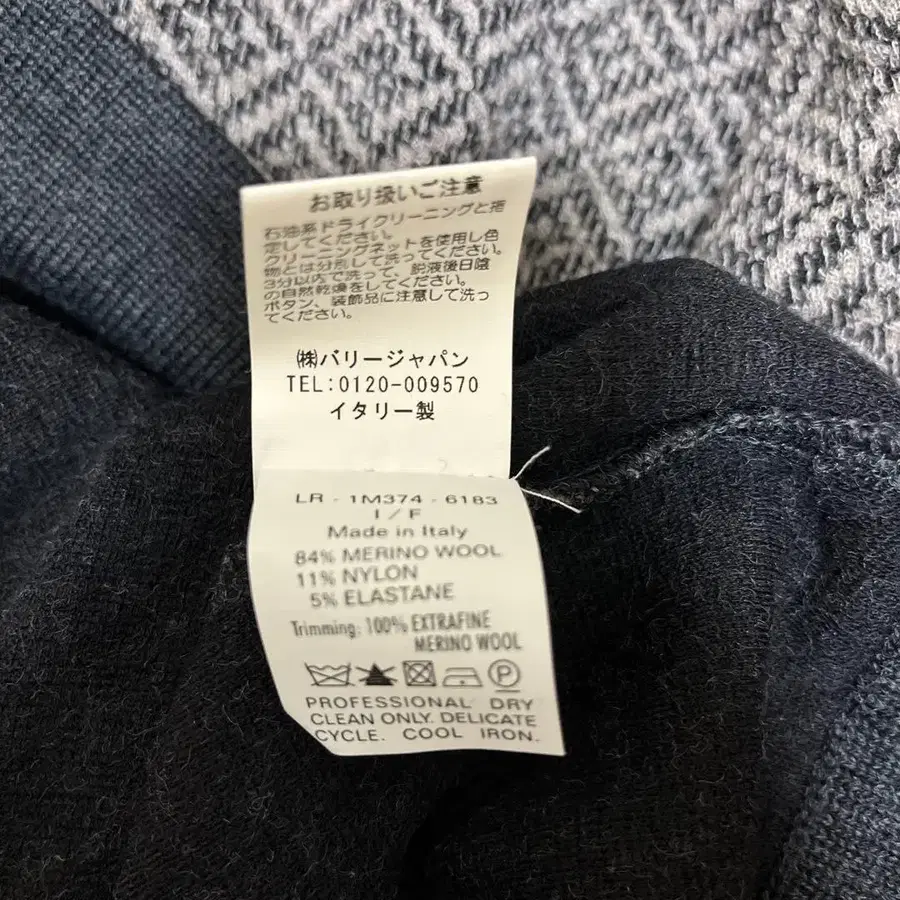 お取り扱いご注意
石油系ドライクリーニングと指
定してください。
クリーニングネットを使用し色
物とは分別して洗ってください。
3分以内で洗って、脱液後日陰
の自然乾燥をしてください。
ボタン、装飾品に注意して洗っ
てください。
㈱バリージャパン
TEL:0120-009570
イタリー製
LR - 1M374 - 6183
I / F
Made in Italy
84% MERINO WOOL
11% NYLON
5% ELASTANE
Trimming: 100% EXTRAFINE
MERINO WOOL
P
PROFESSIONAL DRY
CLEAN ONLY. DELICATE
CYCLE. COOL IRON.